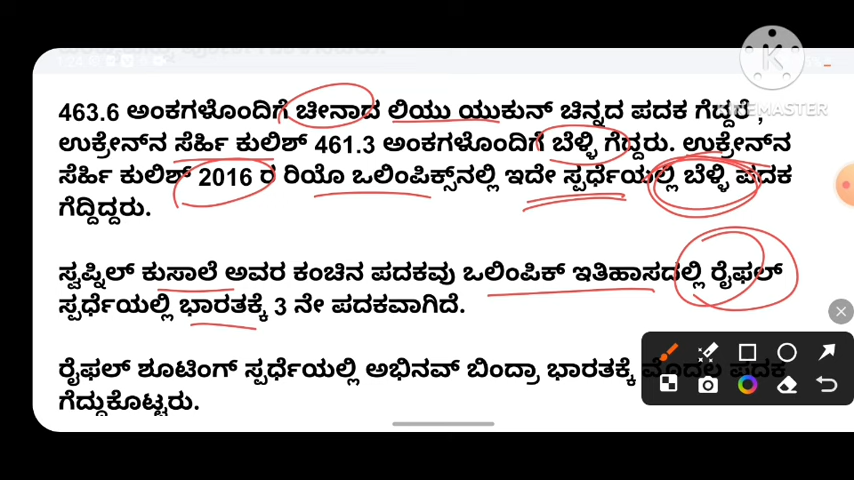 463.6 ಅಂಕಗಳೊಂದಿಗೆ ಚೀನಾದ ಲಿಯು ಯುಕುನ್ ಚಿನ್ನದ ಪದಕ ಗೆದ್ದರೆ ,
ಉಕ್ರೇನ್‌ನ ಸೆರ್ಹಿ ಕುಲಿಶ್ 461.3 ಅಂಕಗಳೊಂದಿಗೆ ಬೆಳ್ಳಿ ಗೆದ್ದರು. ಉಕ್ರೇನ್‌ನ
ಸೆರ್ಹಿ ಕುಲಿಶ್ 2016 ರ ರಿಯೊ ಒಲಿಂಪಿಕ್ಸ್‌ನಲ್ಲಿ ಇದೇ ಸ್ಪರ್ಧೆಯಲ್ಲಿ ಬೆಳ್ಳಿ ಪದಕ
ಗೆದ್ದಿದ್ದರು.
ಸ್ವಪ್ನಿಲ್ ಕುಸಾಲೆ ಅವರ ಕಂಚಿನ ಪದಕವು ಒಲಿಂಪಿಕ್ ಇತಿಹಾಸದಲ್ಲಿ ರೈಫಲ್
ಸ್ಪರ್ಧೆಯಲ್ಲಿ ಭಾರತಕ್ಕೆ 3 ನೇ ಪದಕವಾಗಿದೆ.
ರೈಫಲ್ ಶೂಟಿಂಗ್ ಸ್ಪರ್ಧೆಯಲ್ಲಿ ಅಭಿನವ್ ಬಿಂದ್ರಾ ಭಾರತಕ್ಕೆ ಮೊದಲ ಪದಕ
ಗೆದ್ದುಕೊಟ್ಟರು.
K
KINEMASTER